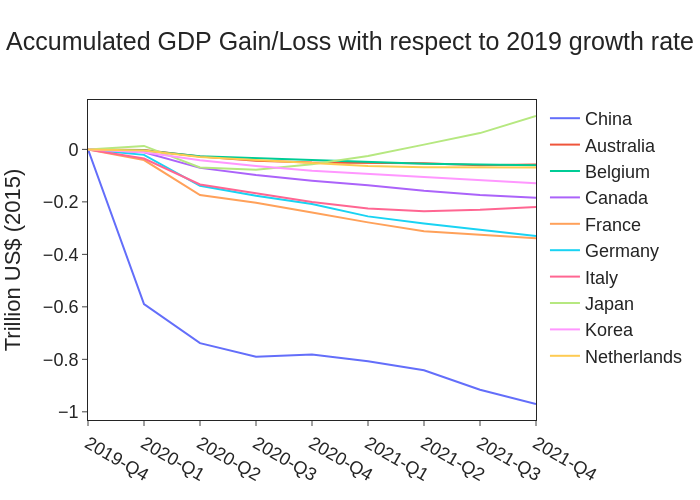 Accumulated GDP Gain/Loss with respect to 2019 growth rate
Trillion US$ (2015)
0
−0.2
−0.4
−0.6
−0.8
−1
2019-Q4
2020-Q1
2020-Q2
2020-Q3
2020-Q4
2021-Q1
2021-Q2
2021-Q3
2021-Q4
China
Australia
Belgium
Canada
France
Germany
Italy
Japan
Korea
Netherlands